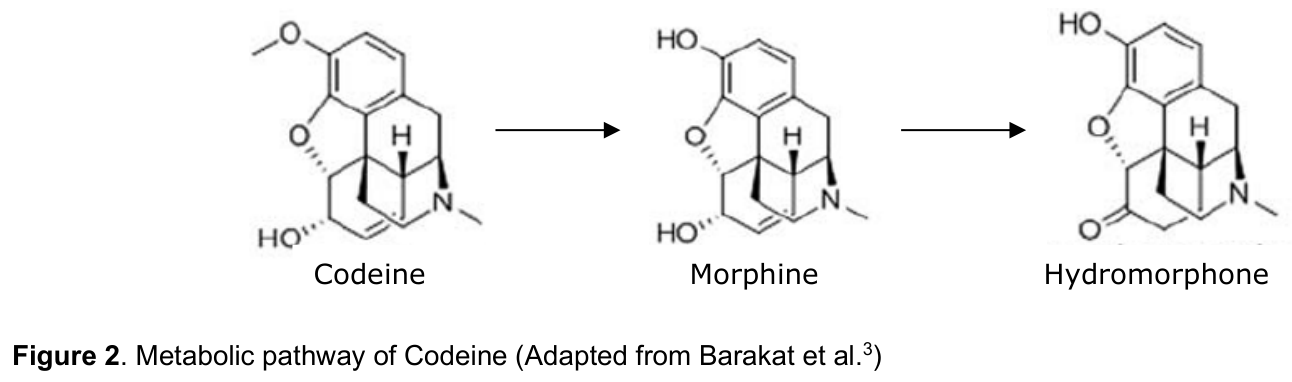 O HO HO
O H O H O H
N N N
HO HO O
Codeine Morphine Hydromorphone
Figure 2. Metabolic pathway of Codeine (Adapted from Barakat et al.³)